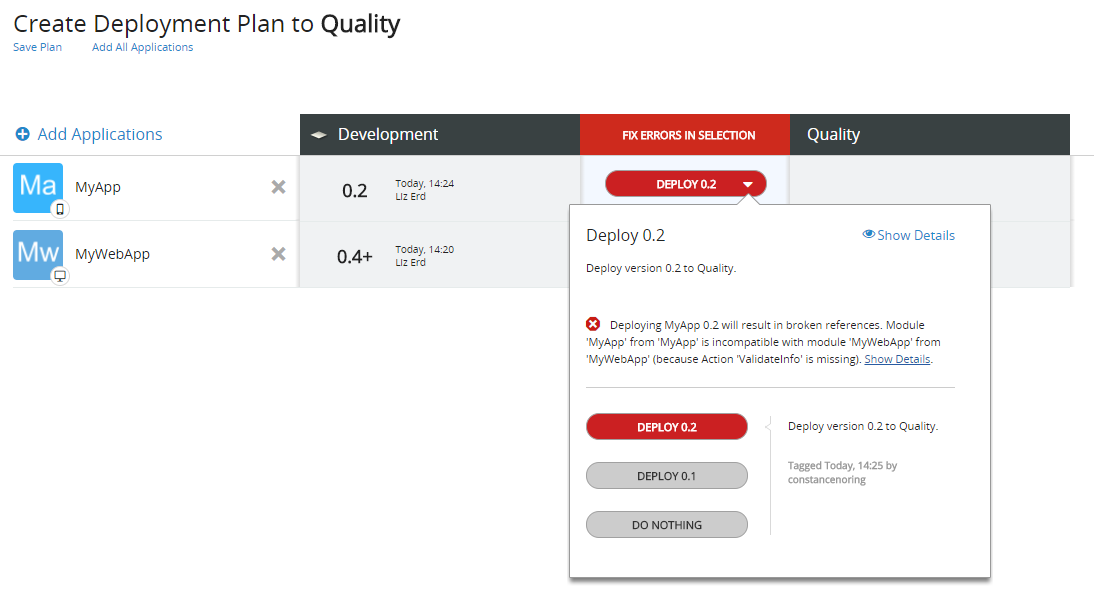 Create Deployment Plan to Quality
Save Plan Add All Applications
Add Applications Development FIX ERRORS IN SELECTION Quality
Ma MyApp 0.2 Today, 14:24 DEPLOY 0.2
Liz Erd
Mw MyWebApp 0.4+ Today, 14:20
Liz Erd
Deploy 0.2 Show Details
Deploy version 0.2 to Quality.
Deploying MyApp 0.2 will result in broken references. Module
'MyApp' from 'MyApp' is incompatible with module 'MyWebApp' from
'MyWebApp' (because Action 'ValidateInfo' is missing). Show Details.
DEPLOY 0.2 Deploy version 0.2 to Quality.
Tagged Today, 14:25 by
constancenoring
DEPLOY 0.1
DO NOTHING